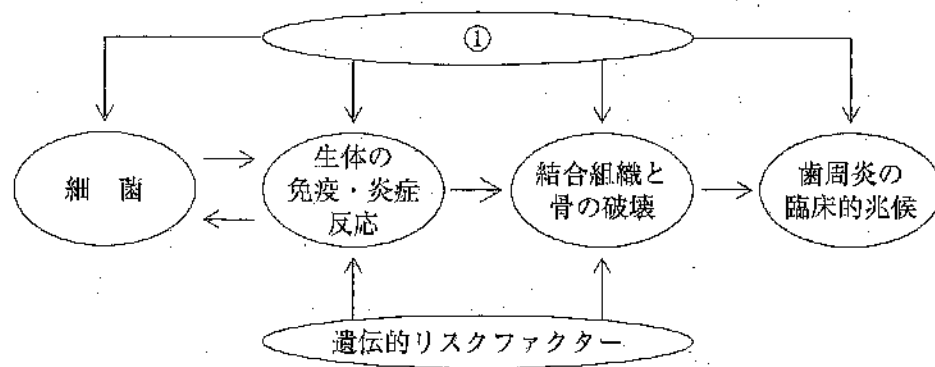 ①
細菌
生体の
免疫・炎症
反応
結合組織と
骨の破壊
歯周炎の
臨床的兆候
遺伝的リスクファクター